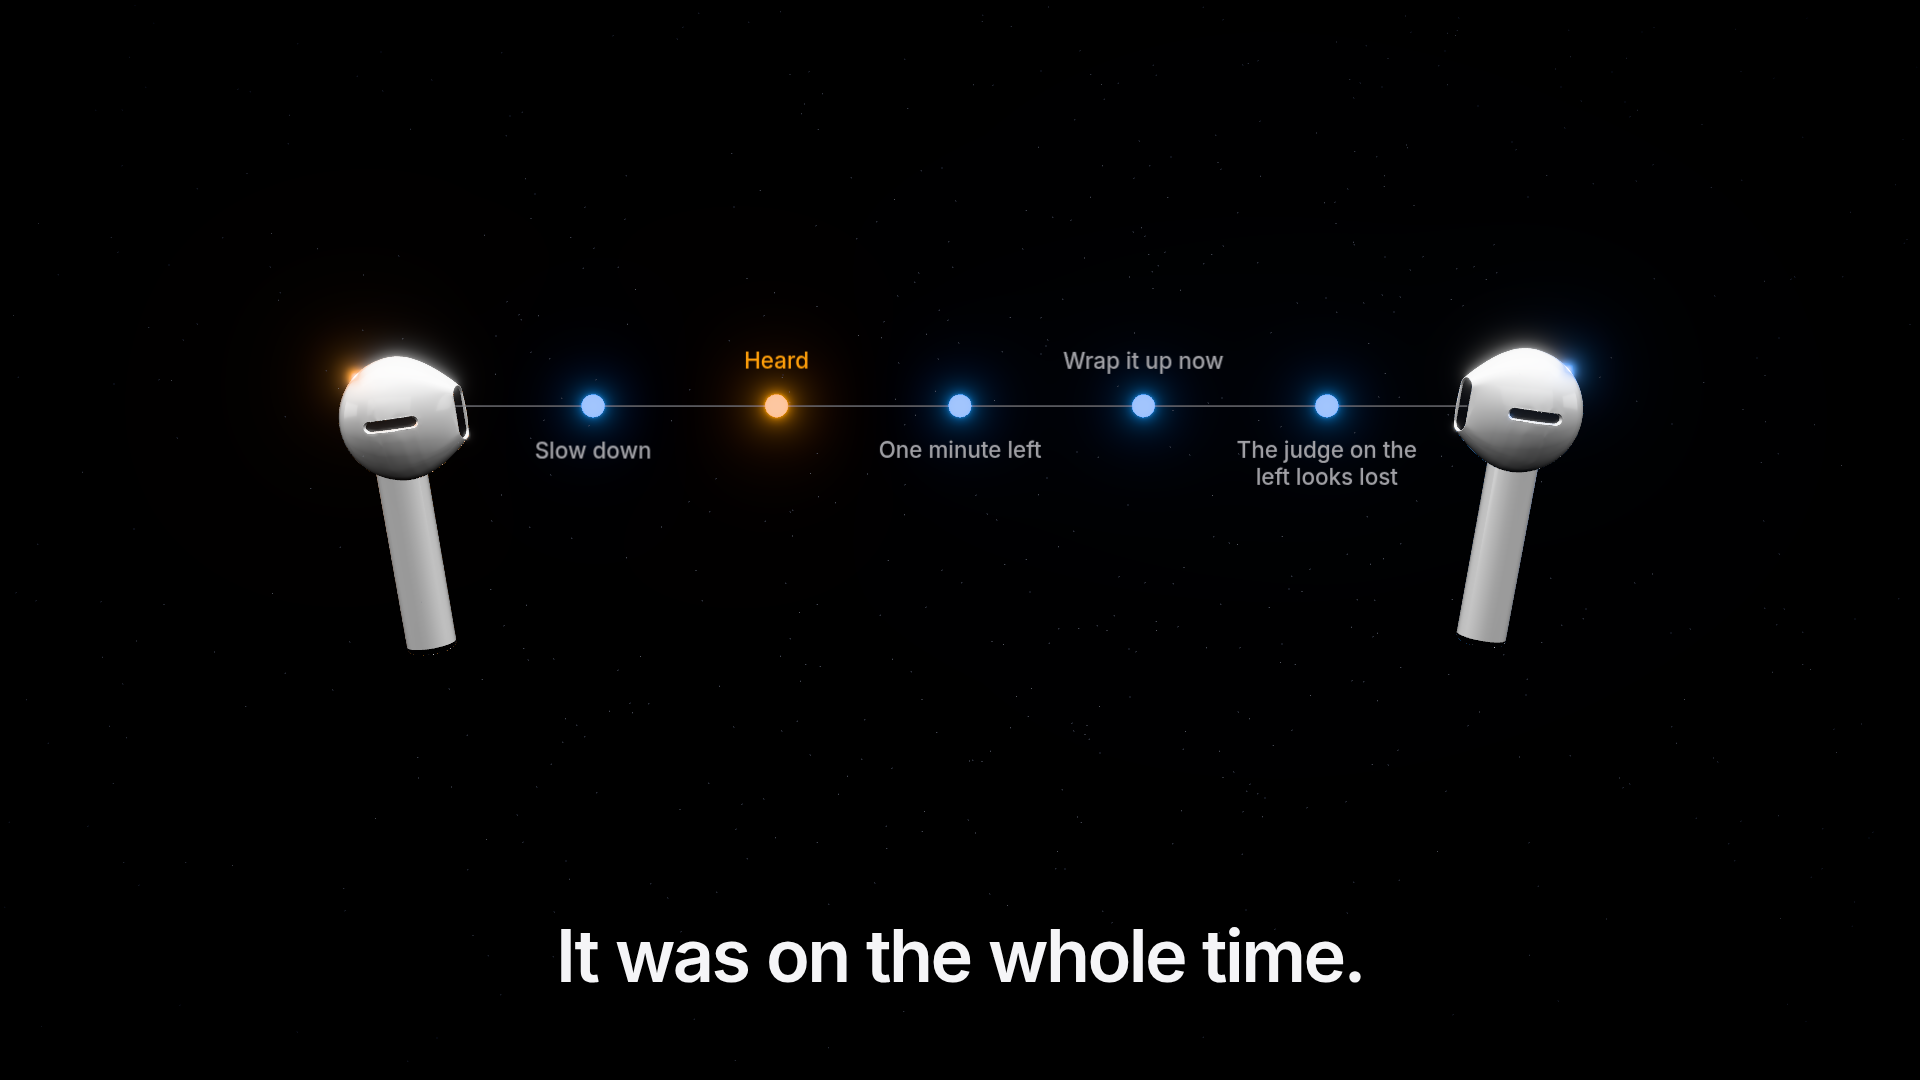 Heard
Wrap it up now
Slow down
One minute left
The judge on the
left looks lost
It was on the whole time.